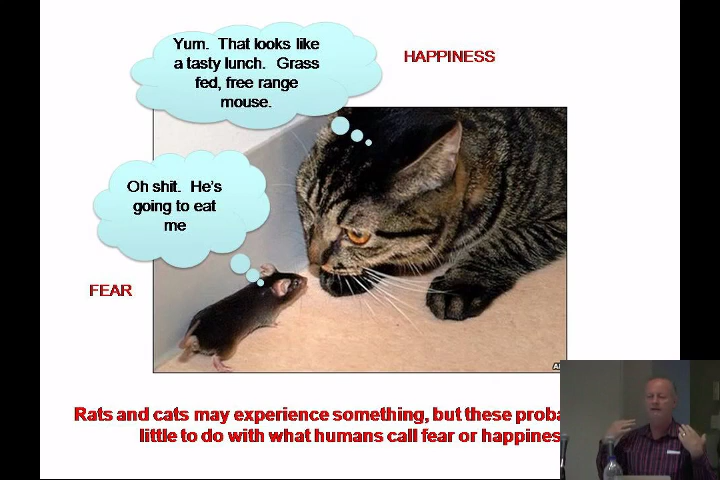 Yum. That looks like
a tasty lunch. Grass
fed, free range
mouse.
HAPPINESS
Oh shit. He's
going to eat
me
FEAR
Rats and cats may experience something, but these
little to do with what humans call fear or